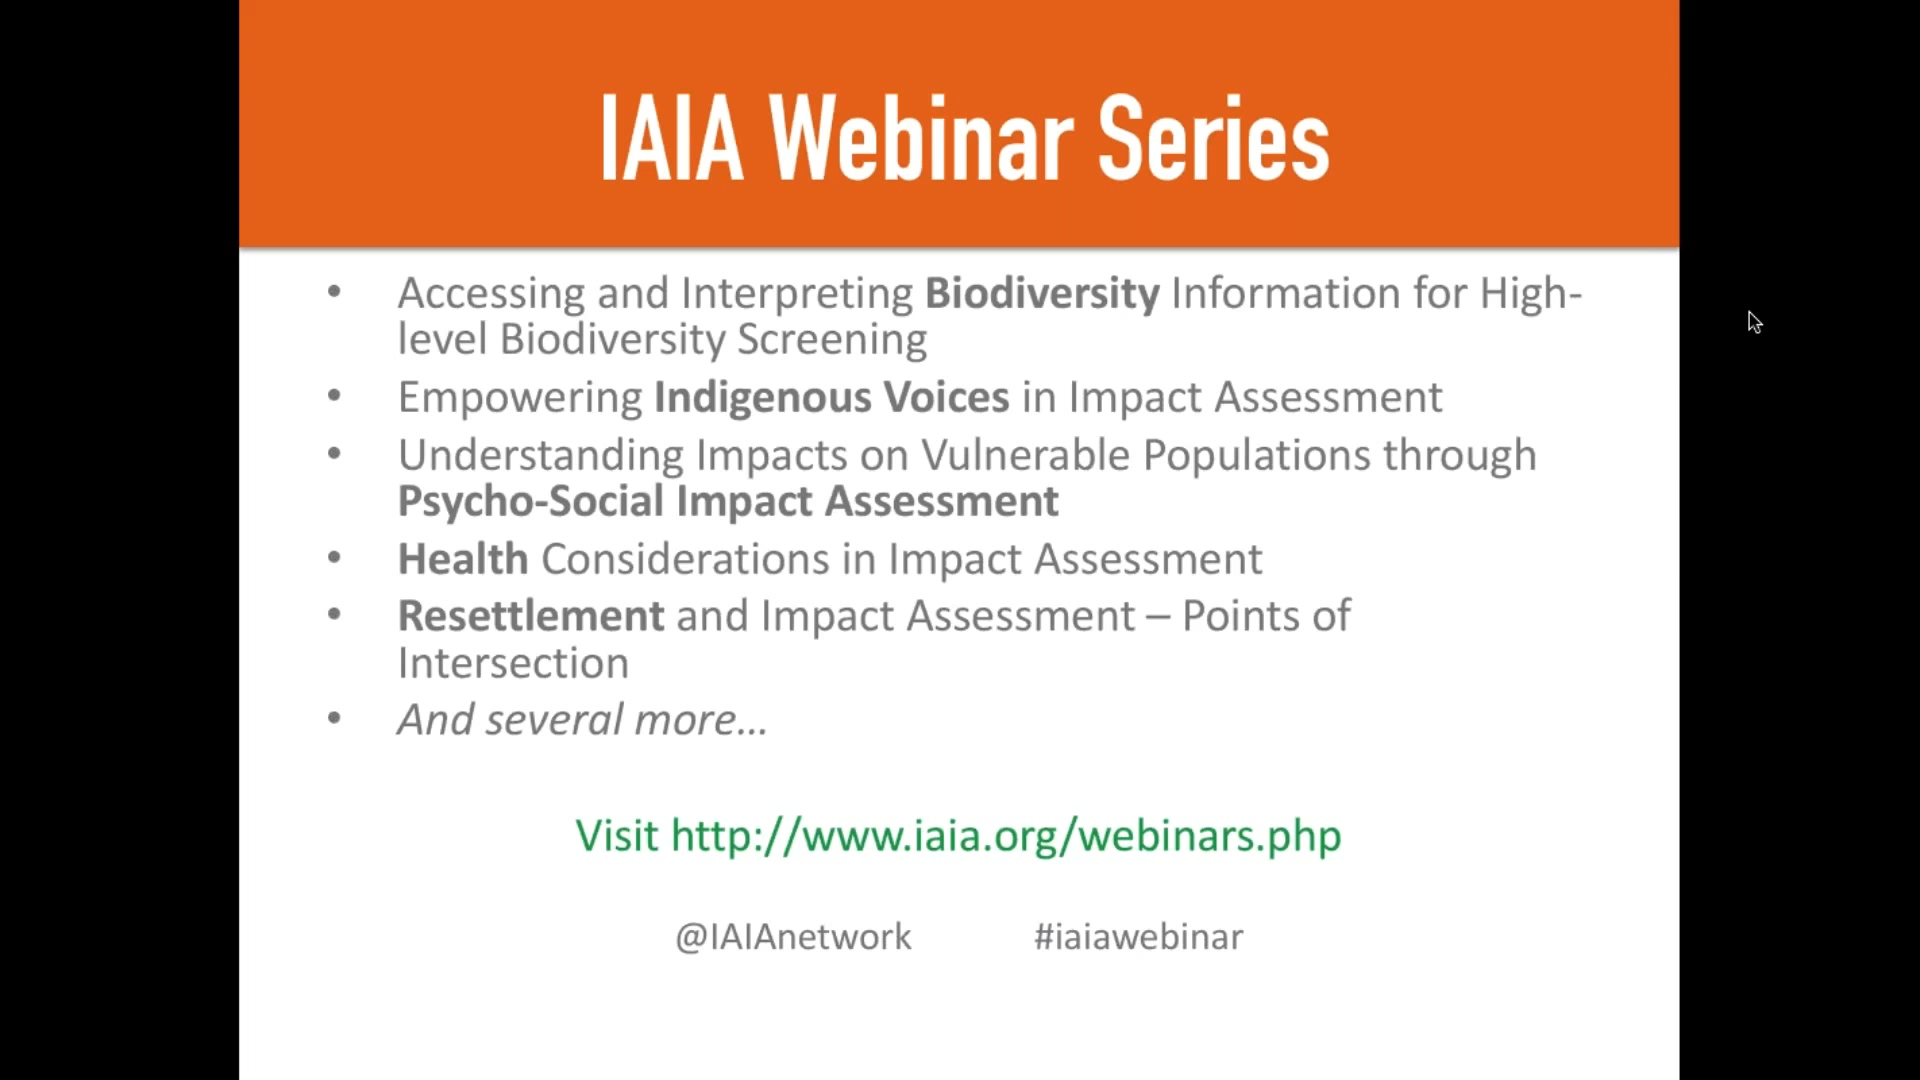 IAIA Webinar Series
• Accessing and Interpreting Biodiversity Information for High-
level Biodiversity Screening
• Empowering Indigenous Voices in Impact Assessment
• Understanding Impacts on Vulnerable Populations through
Psycho-Social Impact Assessment
• Health Considerations in Impact Assessment
• Resettlement and Impact Assessment – Points of
Intersection
• And several more...
Visit http://www.iaia.org/webinars.php
@IAIAnetwork #iaiawebinar